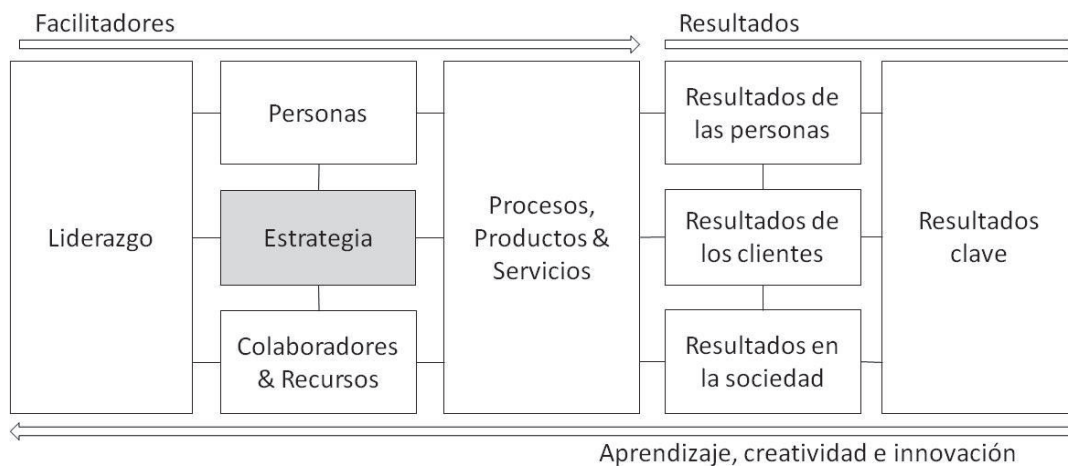 Facilitadores
Resultados
Liderazgo
Personas
Estrategia
Colaboradores
& Recursos
Procesos,
Productos &
Servicios
Resultados de
las personas
Resultados de
los clientes
Resultados en
la sociedad
Resultados
clave
Aprendizaje, creatividad e innovación